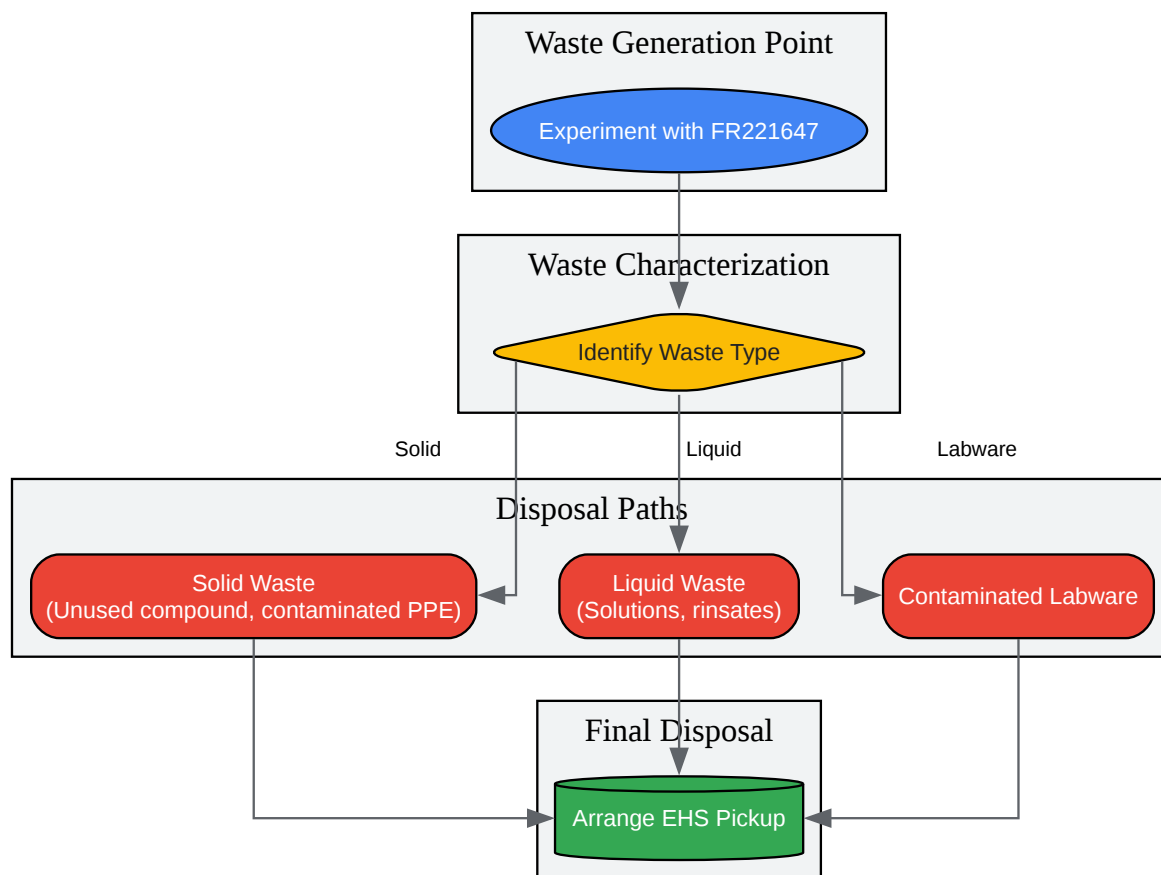 Waste Generation Point
Experiment with FR221647
Waste Characterization
Identify Waste Type
Solid
Liquid
Labware
Disposal Paths
Solid Waste
(Unused compound, contaminated PPE)
Liquid Waste
(Solutions, rinsates)
Contaminated Labware
Final Disposal
Arrange EHS Pickup